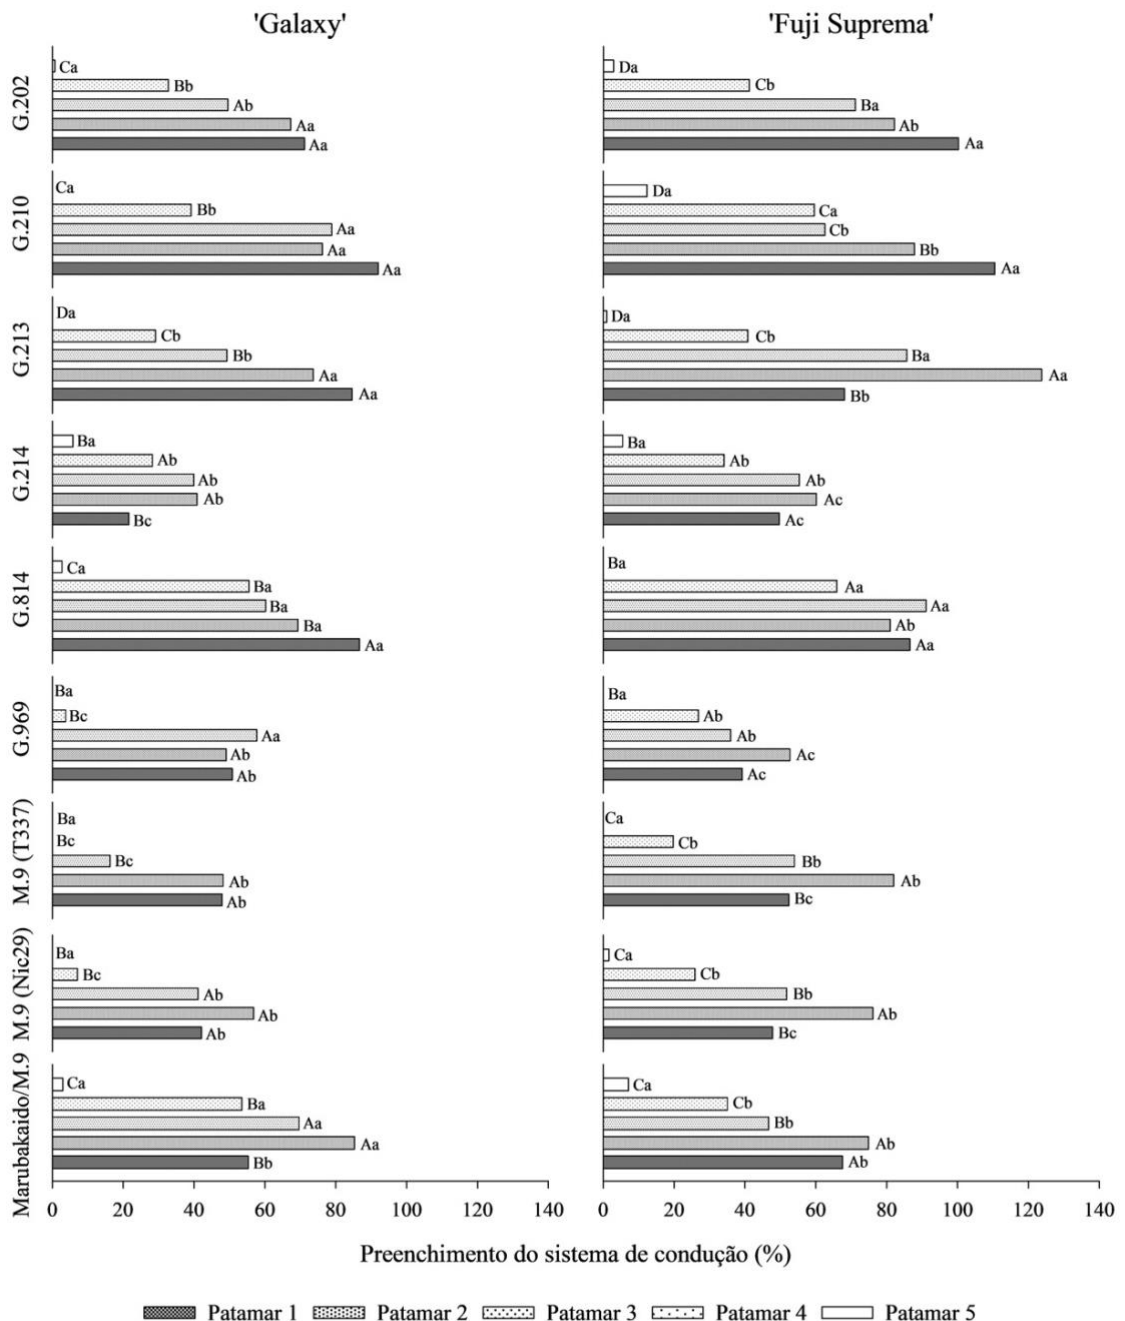 'Galaxy' 'Fuji Suprema'
G.202
Ca Da
Bb Cb
Ab Ba
Aa Ab
Aa Aa
G.210
Ca Da
Bb Ca
Aa Cb
Aa Bb
Aa Aa
G.213
Da Da
Cb Cb
Bb Ba
Aa Aa
Aa Bb
G.214
Ba Ba
Ab Ab
Ab Ab
Ab Ac
Bc Ac
G.814
Ca Ba
Ba Aa
Ba Aa
Ba Ab
Aa Aa
G.969
Ba Ba
Bc Ab
Aa Ab
Ab Ac
Ab Ac
M.9 (T337)
Ba Ca
Bc Cb
Bc Bb
Ab Ab
Ab Bc
M.9 (Nic29)
Ba Ca
Bc Cb
Ab Bb
Ab Ab
Ab Bc
Marubakaido/M.9
Ca Ca
Ba Cb
Aa Bb
Aa Ab
Bb Ab
0 20 40 60 80 100 120 140 0 20 40 60 80 100 120 140
Preenchimento do sistema de condução (%)
Patamar 1 Patamar 2 Patamar 3 Patamar 4 Patamar 5